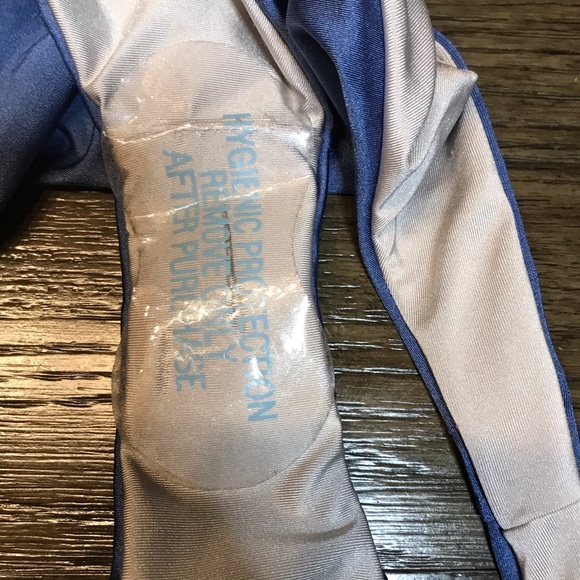 HYGIENIC PROTECTION
REMOVE ONLY
AFTER PURCHASE